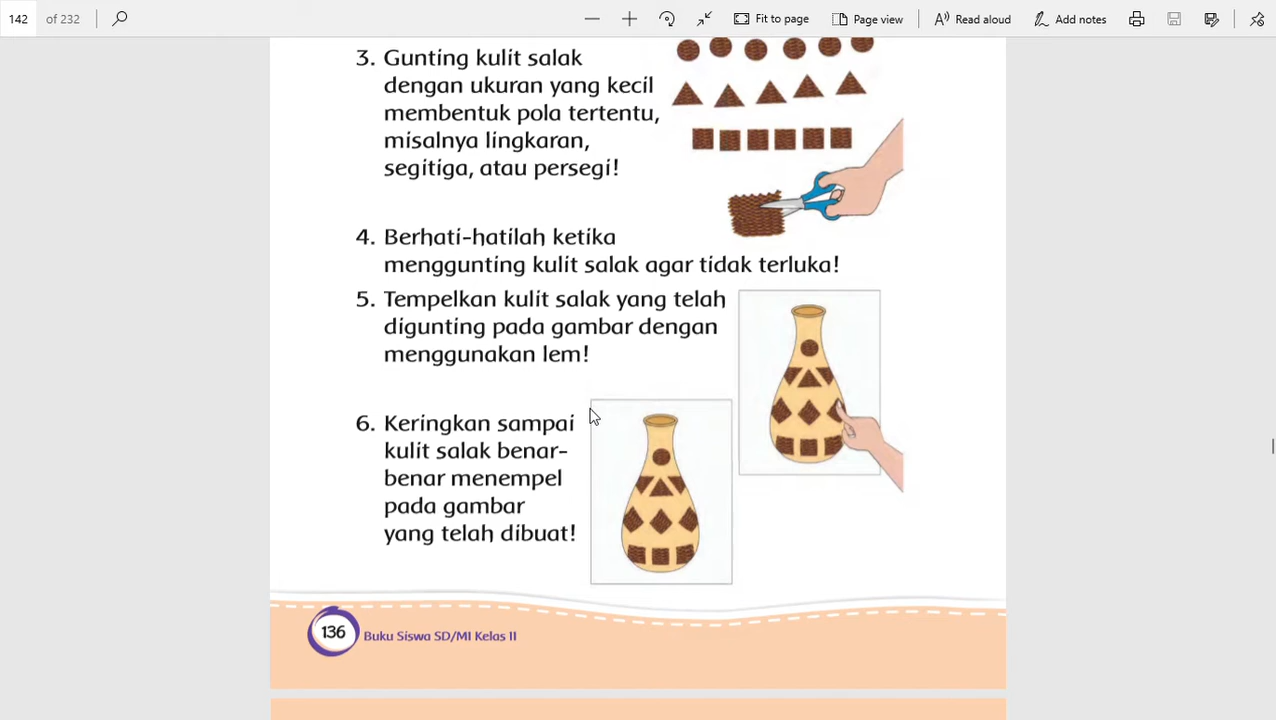 142 of 232
Fit to page
Page view
Read aloud
Add notes
3. Gunting kulit salak
dengan ukuran yang kecil
membentuk pola tertentu,
misalnya lingkaran,
segitiga, atau persegi!
4. Berhati-hatilah ketika
menggunting kulit salak agar tidak terluka!
5. Tempelkan kulit salak yang telah
digunting pada gambar dengan
menggunakan lem!
6. Keringkan sampai
kulit salak benar-
benar menempel
pada gambar
yang telah dibuat!
136
Buku Siswa SD/MI Kelas II